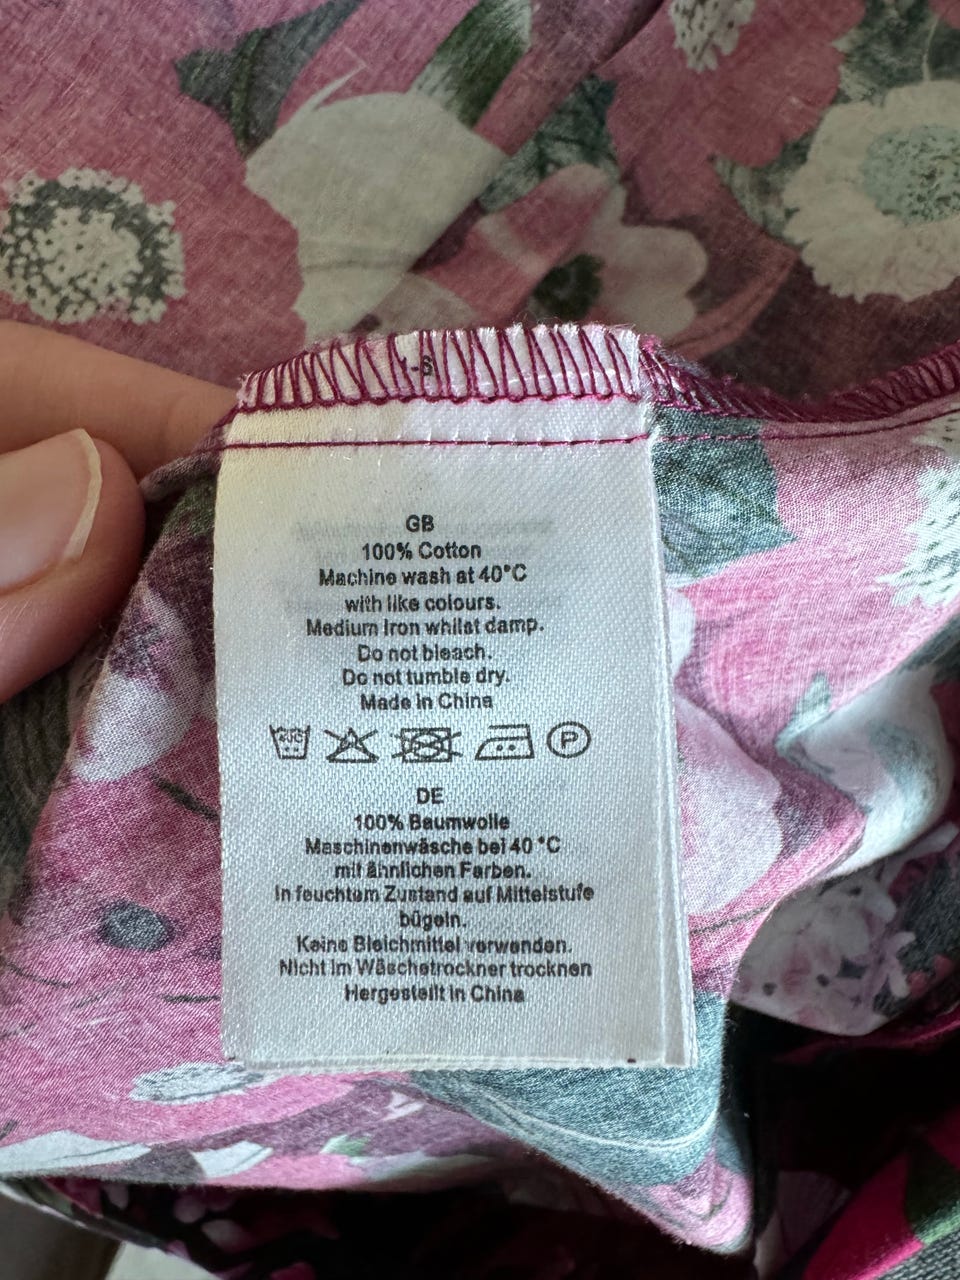 GB
100% Cotton
Machine wash at 40°C
with like colours.
Medium Iron whilst damp.
Do not bleach.
Do not tumble dry.
Made in China
P
DE
100% Baumwolle
Maschinenwäsche bei 40 °C
mit ähnlichen Farben.
In feuchtem Zustand auf Mittelstufe
bügeln.
Keine Bleichmittel verwenden.
Nicht im Wäschetrockner trocknen
Hergestellt in China